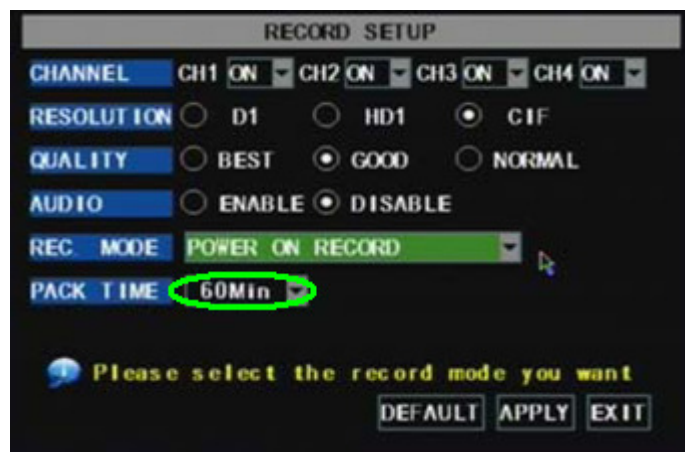 RECORD SETUP
CHANNEL CH1 ON CH2 ON CH3 ON CH4 ON
RESOLUTION D1 HD1 CIF
QUALITY BEST GOOD NORMAL
AUDIO ENABLE DISABLE
REC MODE POWER ON RECORD
PACK TIME 60Min
Please select the record mode you want
DEFAULT APPLY EXIT